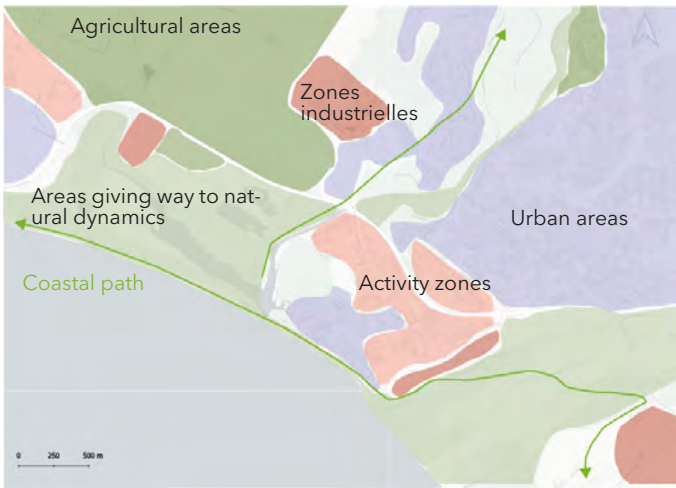 Agricultural areas
Zones
industrielles
Areas giving way to nat-
ural dynamics
Urban areas
Coastal path
Activity zones
0 250 500 m